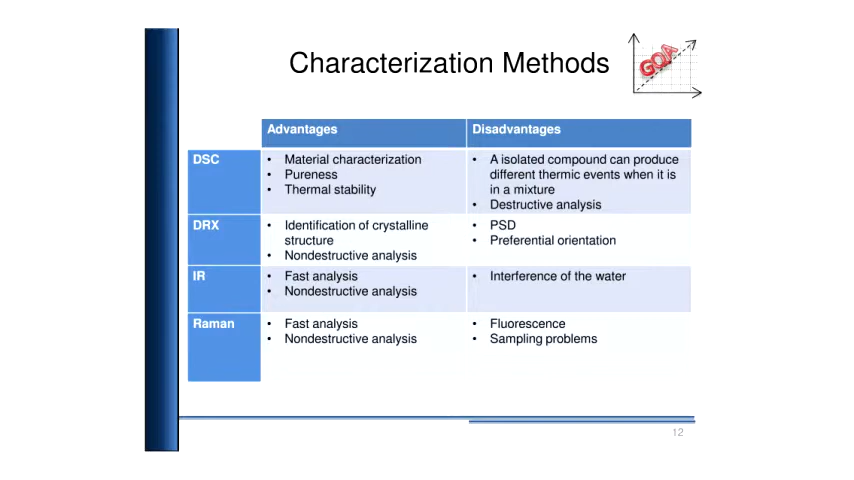 Characterization Methods
GOA
Advantages
Disadvantages
DSC
• Material characterization
• Pureness
• Thermal stability
• A isolated compound can produce
different thermic events when it is
in a mixture
• Destructive analysis
DRX
• Identification of crystalline
structure
• Nondestructive analysis
• PSD
• Preferential orientation
IR
• Fast analysis
• Nondestructive analysis
• Interference of the water
Raman
• Fast analysis
• Nondestructive analysis
• Fluorescence
• Sampling problems
12